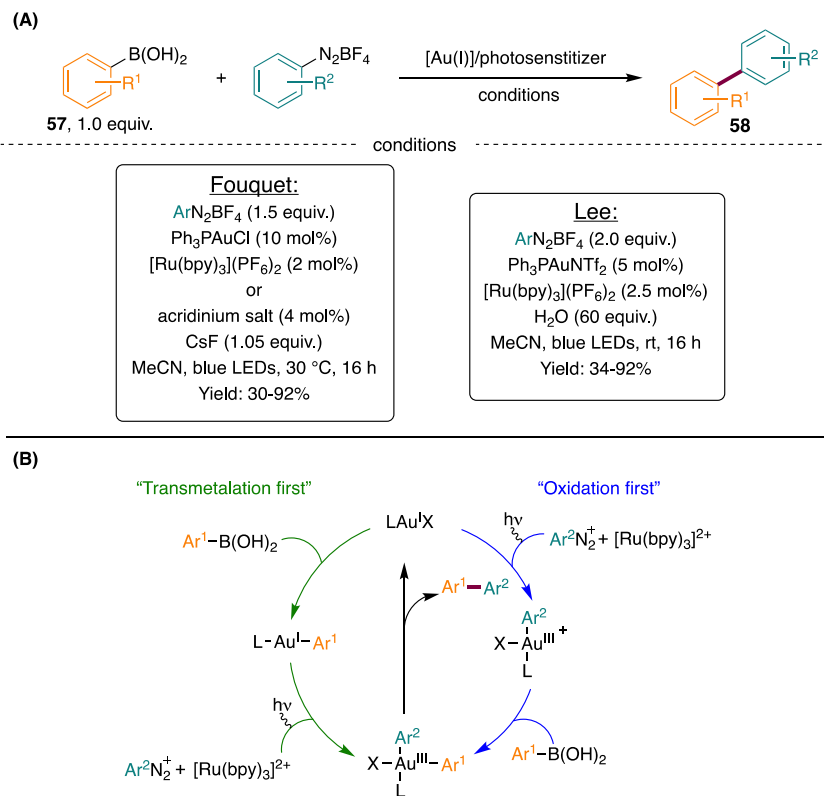 (A)
B(OH)₂
R¹
57, 1.0 equiv.
+
N₂BF₄
R²
[Au(I)]/photosenstitizer
conditions
R²
R¹
58
conditions
Fouquet:
ArN₂BF₄ (1.5 equiv.)
Ph₃PAuCl (10 mol%)
[Ru(bpy)₃](PF₆)₂ (2 mol%)
or
acridinium salt (4 mol%)
CsF (1.05 equiv.)
MeCN, blue LEDs, 30 °C, 16 h
Yield: 30-92%
Lee:
ArN₂BF₄ (2.0 equiv.)
Ph₃PAuNTf₂ (5 mol%)
[Ru(bpy)₃](PF₆)₂ (2.5 mol%)
H₂O (60 equiv.)
MeCN, blue LEDs, rt, 16 h
Yield: 34-92%
(B)
“Transmetalation first”
“Oxidation first”
Ar¹–B(OH)₂
LAuᴵX
hν
Ar²N₂⁺ + [Ru(bpy)₃]²⁺
Ar¹–Ar²
L–Auᴵ–Ar¹
Ar²
X–Auᴵᴵᴵ +
L
hν
Ar²N₂⁺ + [Ru(bpy)₃]²⁺
Ar²
X–Auᴵᴵᴵ–Ar¹
L
Ar¹–B(OH)₂